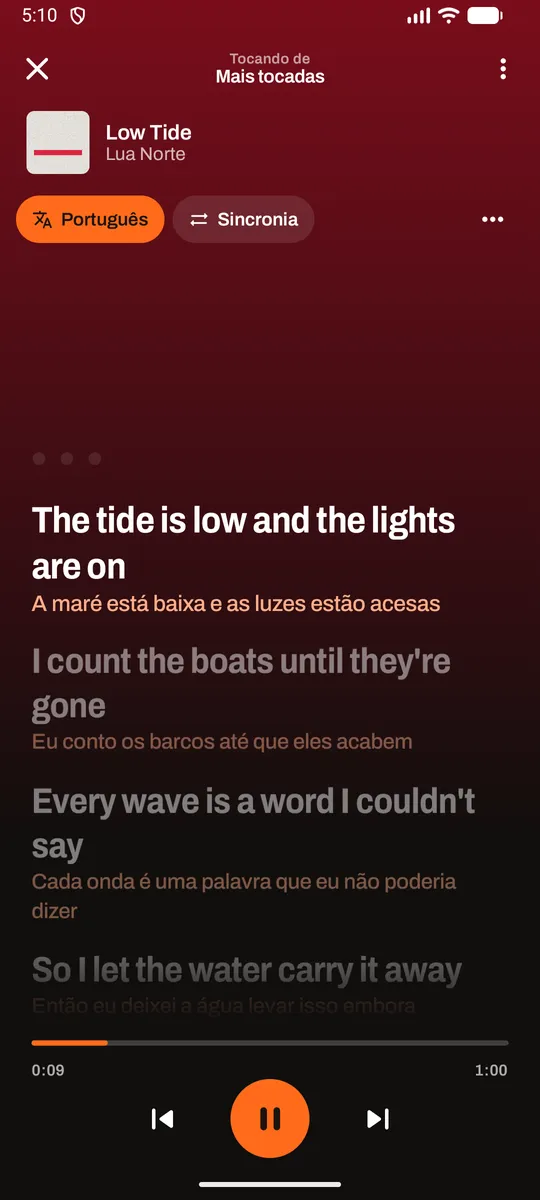 5:10
Tocando de
Mais tocadas
Low Tide
Lua Norte
Português
Sincronia
The tide is low and the lights
are on
A maré está baixa e as luzes estão acesas
I count the boats until they're
gone
Eu conto os barcos até que eles acabem
Every wave is a word I couldn't
say
Cada onda é uma palavra que eu não poderia
dizer
So I let the water carry it away
Então eu deixei a água levar isso embora
0:09
1:00